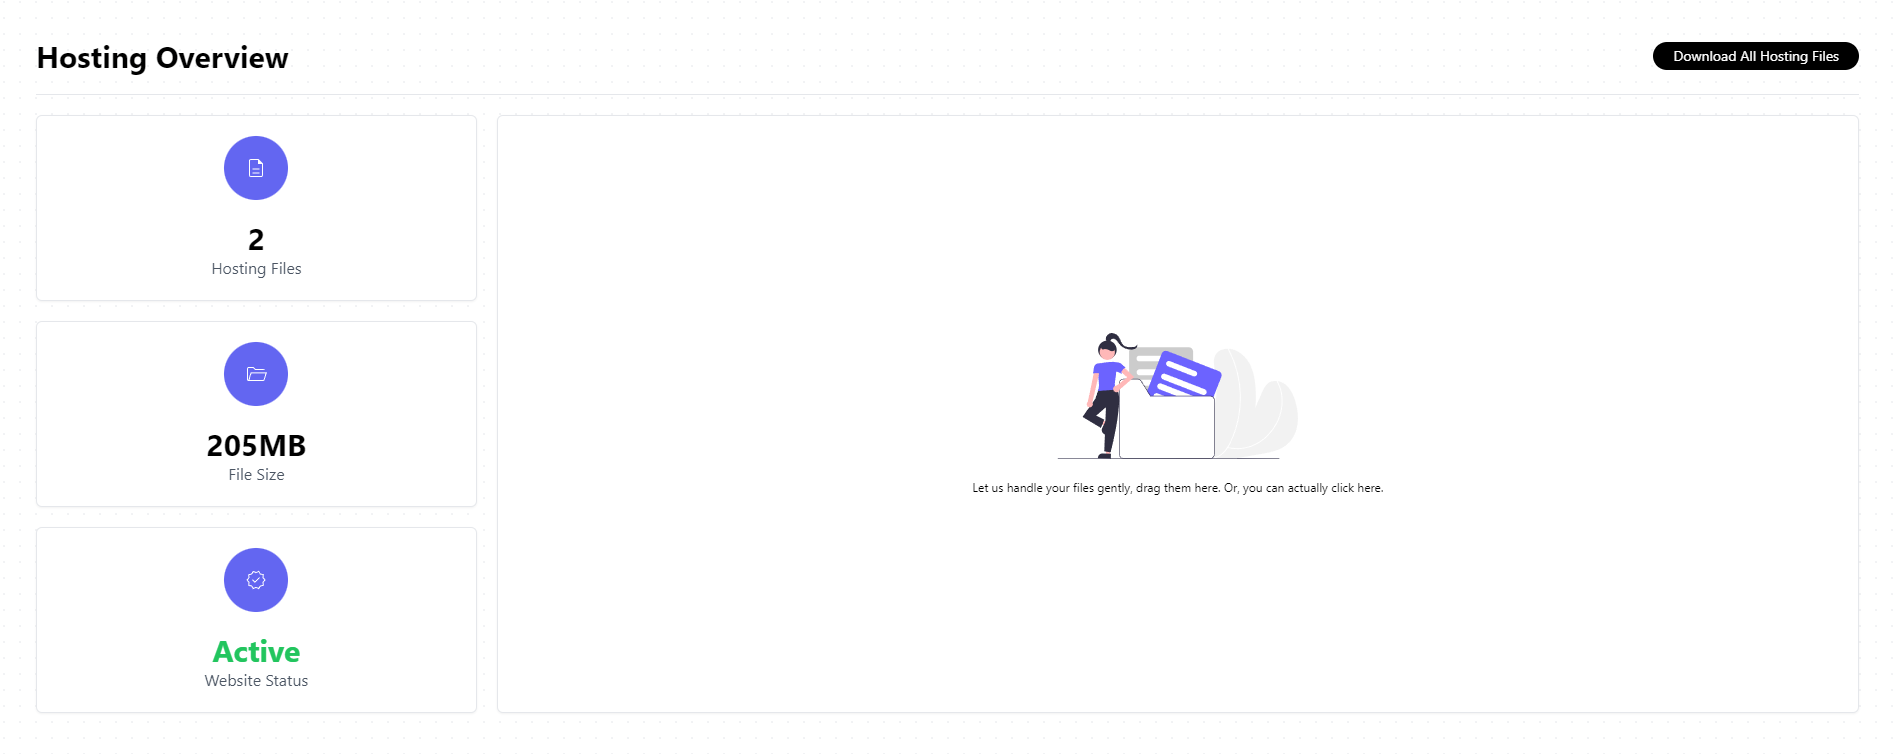 Hosting Overview
Download All Hosting Files
2
Hosting Files
205MB
File Size
Active
Website Status
Let us handle your files gently, drag them here. Or, you can actually click here.